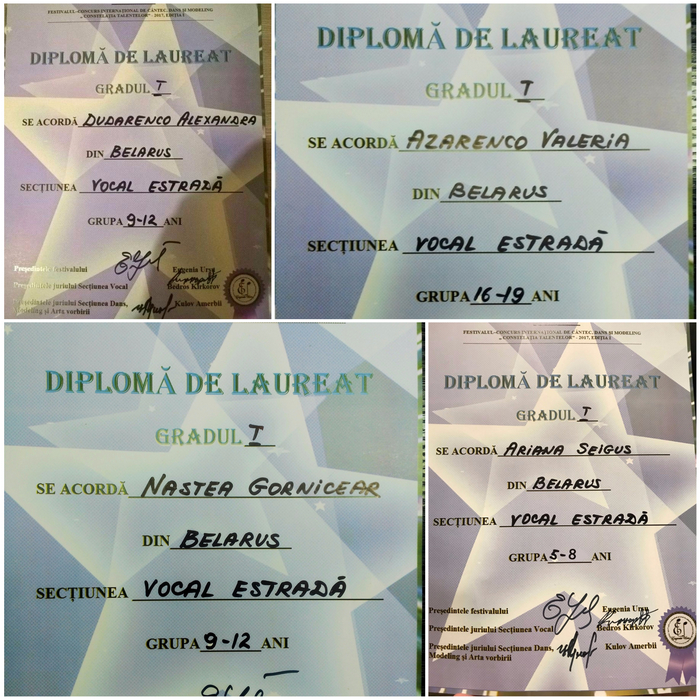 FESTIVALUL-CONCURS INTERNAȚIONAL DE CÂNTEC, DANS ȘI MODELING
„CONSTELAȚIA TALENTELOR" - 2017, EDIȚIA I
DIPLOMĂ DE LAUREAT
GRADUL I
SE ACORDĂ DUDARENCO ALEXANDRA
DIN BELARUS
SECȚIUNEA VOCAL ESTRADĂ
GRUPA 9-12 ANI
Președintele festivalului Eugenia Ursu
Președintele juriului Secțiunea Vocal Bedros Kirkorov
Președintele juriului Secțiunea Dans, Kulov Amerbii
Modeling și Arta vorbirii
DIPLOMĂ DE LAUREAT
GRADUL I
SE ACORDĂ AZARENCO VALERIA
DIN BELARUS
SECȚIUNEA VOCAL ESTRADĂ
GRUPA 16-19 ANI
DIPLOMĂ DE LAUREAT
GRADUL I
SE ACORDĂ NASTEA GORNICEAR
DIN BELARUS
SECȚIUNEA VOCAL ESTRADĂ
GRUPA 9-12 ANI
FESTIVALUL-CONCURS INTERNAȚIONAL DE CÂNTEC, DANS ȘI MODELING
„CONSTELAȚIA TALENTELOR" - 2017, EDIȚIA I
DIPLOMĂ DE LAUREAT
GRADUL I
SE ACORDĂ ARIANA SEIGUS
DIN BELARUS
SECȚIUNEA VOCAL ESTRADĂ
GRUPA 5-8 ANI
Președintele festivalului Eugenia Ursu
Președintele juriului Secțiunea Vocal Bedros Kirkorov
Președintele juriului Secțiunea Dans, Kulov Amerbii
Modeling și Arta vorbirii